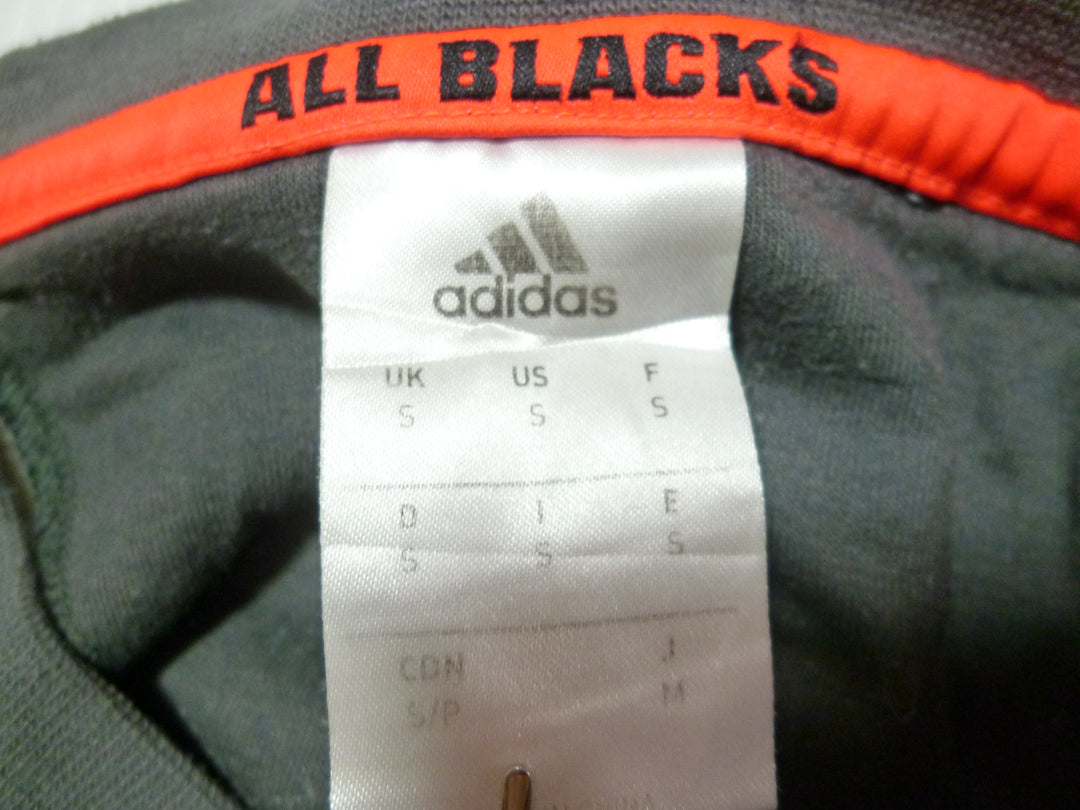 ALL BLACKS
adidas
UK US F
S S S
D I E
S S S
CDN J
S/P M